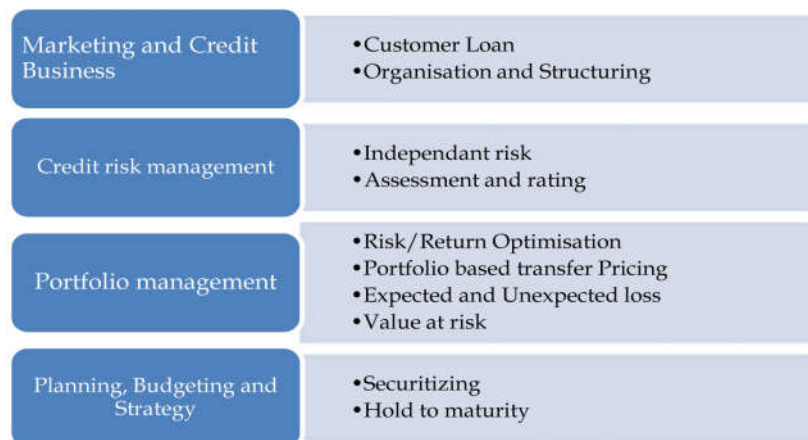 Marketing and Credit
Business
•Customer Loan
•Organisation and Structuring
Credit risk management
•Independant risk
•Assessment and rating
Portfolio management
•Risk/Return Optimisation
•Portfolio based transfer Pricing
•Expected and Unexpected loss
•Value at risk
Planning, Budgeting and
Strategy
•Securitizing
•Hold to maturity